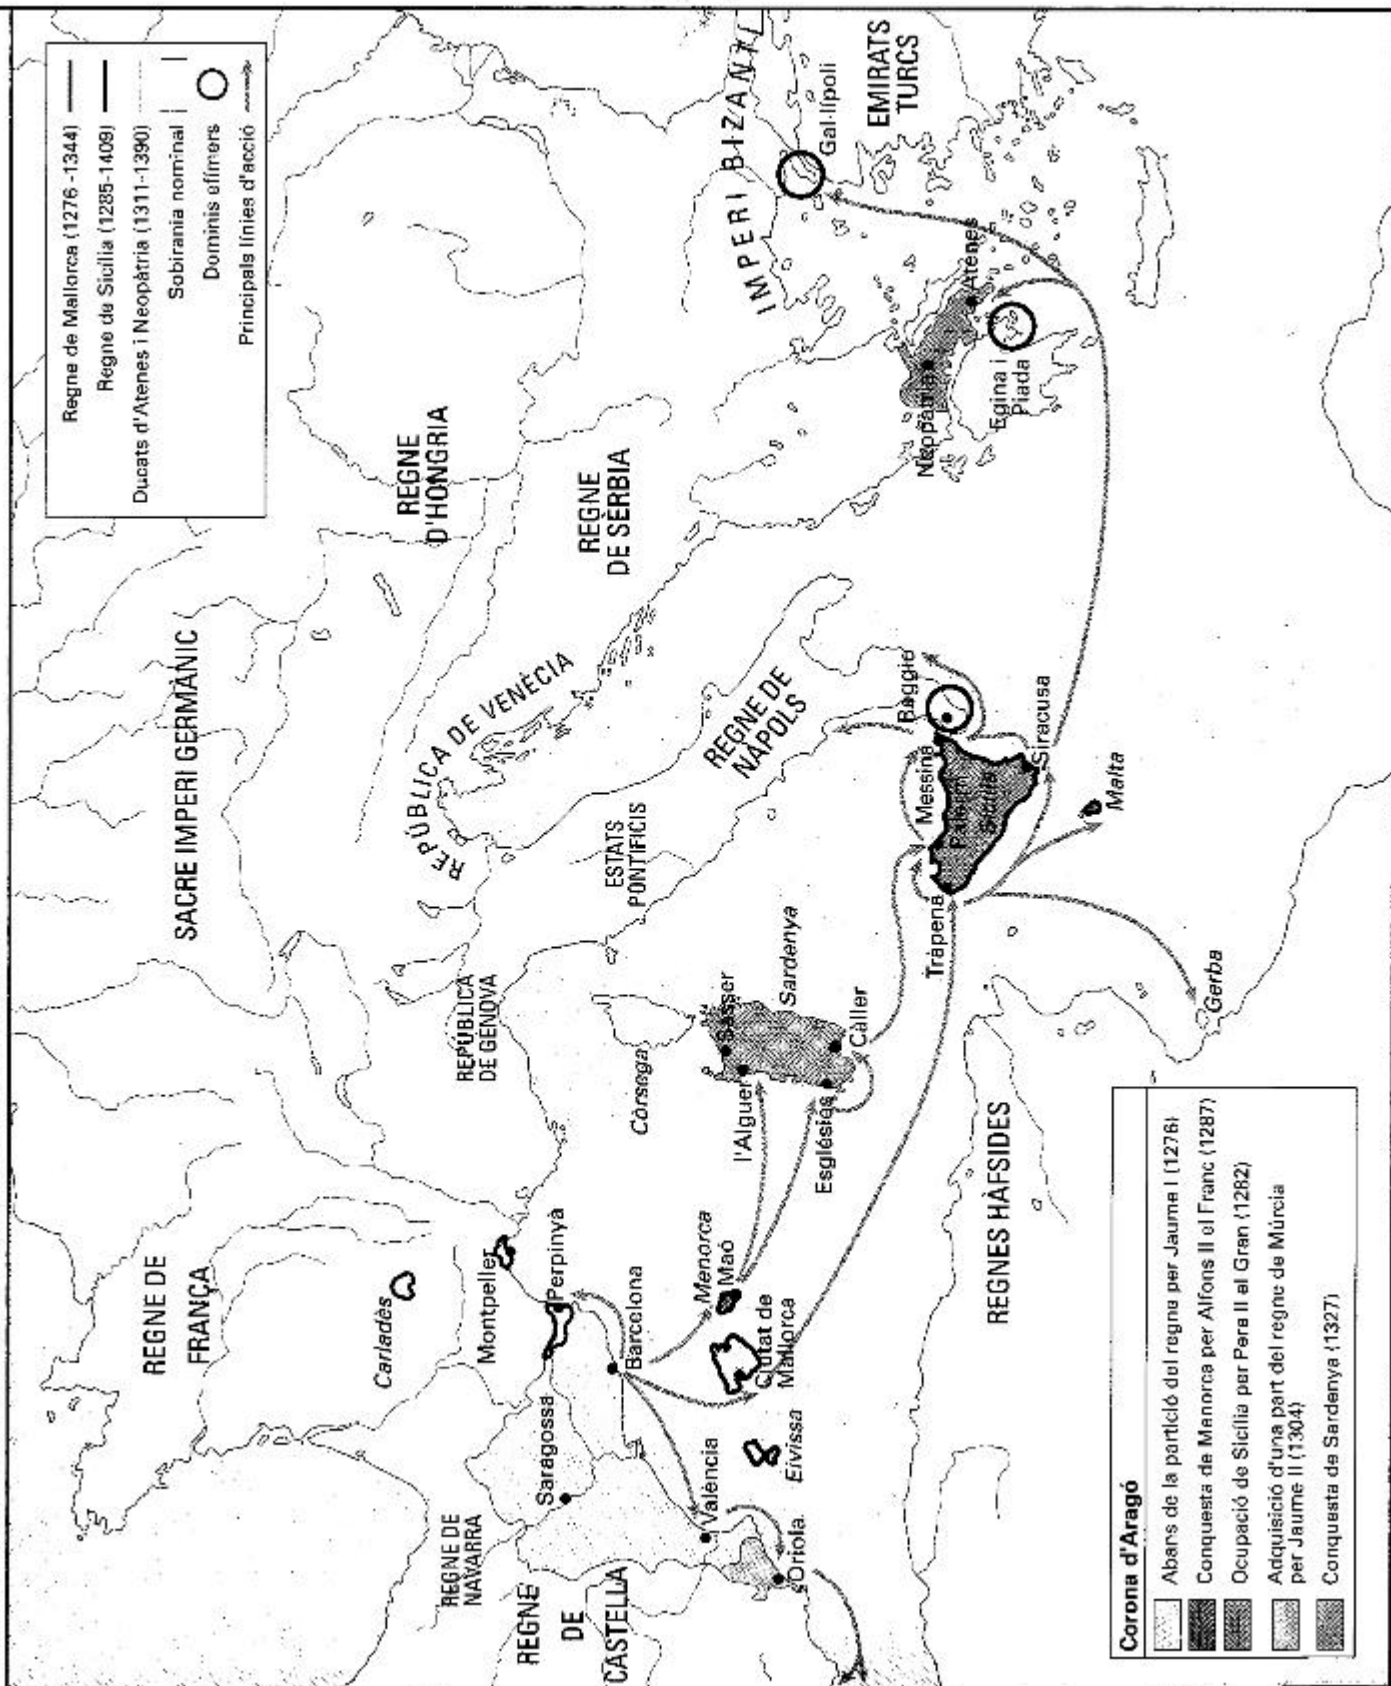 Regne de Mallorca (1276 -1344)
Regne de Sicília (1285-1409)
Ducats d'Atenes i Neopàtria (1311-1390)
Sobirania nominal
Dominis efímers
Principals línies d'acció
SACRE IMPERI GERMÀNIC
REGNE
D'HONGRIA
REGNE
DE SÈRBIA
REPÚBLICA DE VENÈCIA
IMPERI BIZANTÍ
EMIRATS
TURCS
Gal·lípoli
Atenes
Neopàtria
Egina i
Piada
REGNE DE
FRANÇA
Carladès
Montpeller
Perpinyà
Barcelona
Saragossa
REGNE DE
NAVARRA
REGNE
DE
CASTELLA
València
Oriola
Eivissa
Ciutat de
Mallorca
Menorca
Maó
REPÚBLICA
DE GÈNOVA
Còrsega
ESTATS
PONTIFICIS
REGNE DE
NÀPOLS
Sardenya
Sàsser
l'Alguer
Esglésies
Càller
Reggio
Messina
Palerm
Sicília
Siracusa
Tràpena
Malta
Gerba
REGNES HÀFSIDES
Corona d'Aragó
Abans de la partició del regne per Jaume I (1276)
Conquesta de Menorca per Alfons II el Franc (1287)
Ocupació de Sicília per Pere II el Gran (1282)
Adquisició d'una part del regne de Múrcia
per Jaume II (1304)
Conquesta de Sardenya (1327)